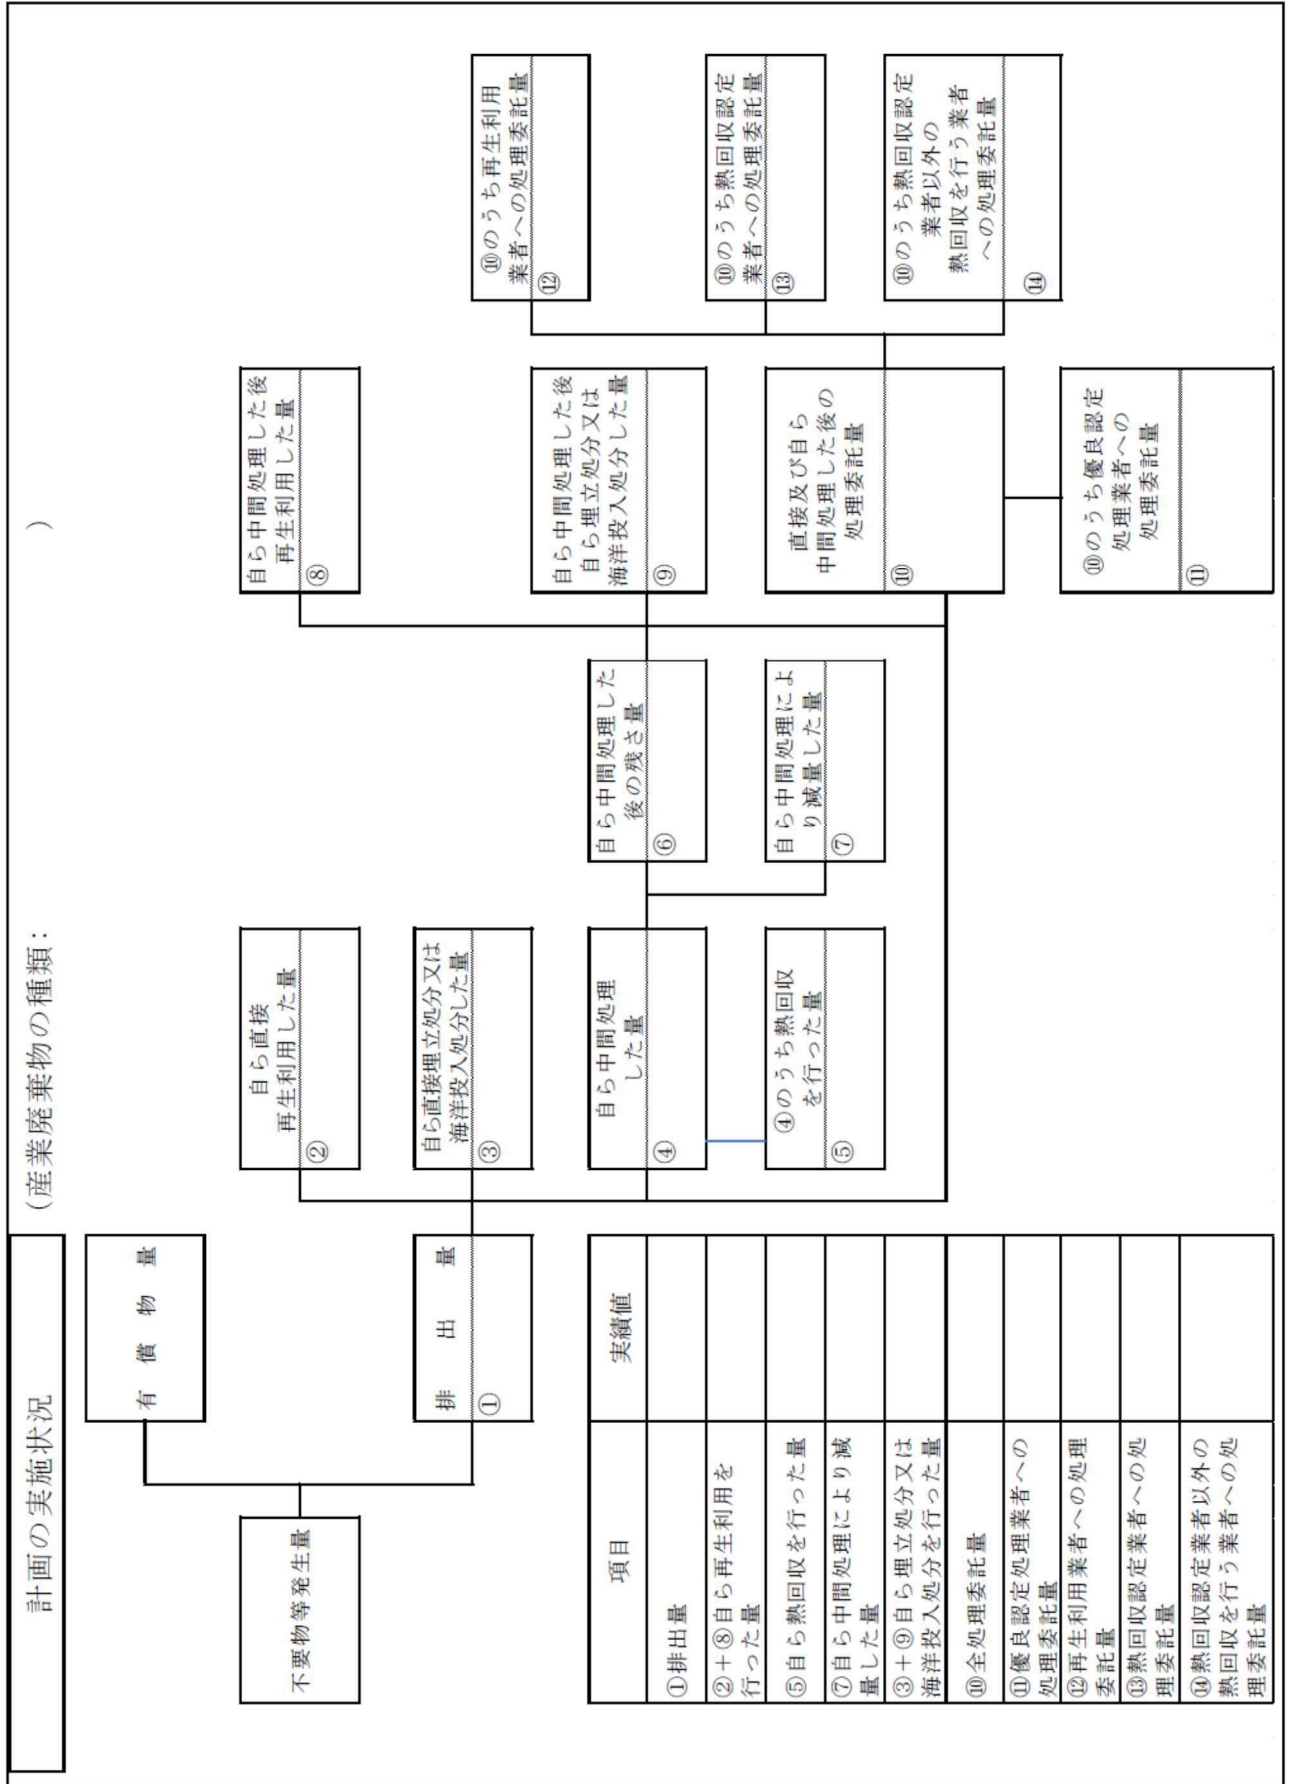 計画の実施状況
（産業廃棄物の種類：
）
不要物等発生量
有償物量
排出量
①
自ら直接
再生利用した量
②
自ら直接埋立処分又は
海洋投入処分した量
③
自ら中間処理
した量
④
④のうち熱回収
を行った量
⑤
自ら中間処理した
後の残さ量
⑥
自ら中間処理によ
り減量した量
⑦
自ら中間処理した後
再生利用した量
⑧
自ら中間処理した後
自ら埋立処分又は
海洋投入処分した量
⑨
直接及び自ら
中間処理した後の
処理委託量
⑩
⑩のうち優良認定
処理業者への
処理委託量
⑪
⑩のうち再生利用
業者への処理委託量
⑫
⑩のうち熱回収認定
業者への処理委託量
⑬
⑩のうち熱回収認定
業者以外の
熱回収を行う業者
への処理委託量
⑭
項目
実績値
①排出量
②＋⑧自ら再生利用を
行った量
⑤自ら熱回収を行った量
⑦自ら中間処理により減
量した量
③＋⑨自ら埋立処分又は
海洋投入処分を行った量
⑩全処理委託量
⑪優良認定処理業者への
処理委託量
⑫再生利用業者への処理
委託量
⑬熱回収認定業者への処
理委託量
⑭熱回収認定業者以外の
熱回収を行う業者への処
理委託量